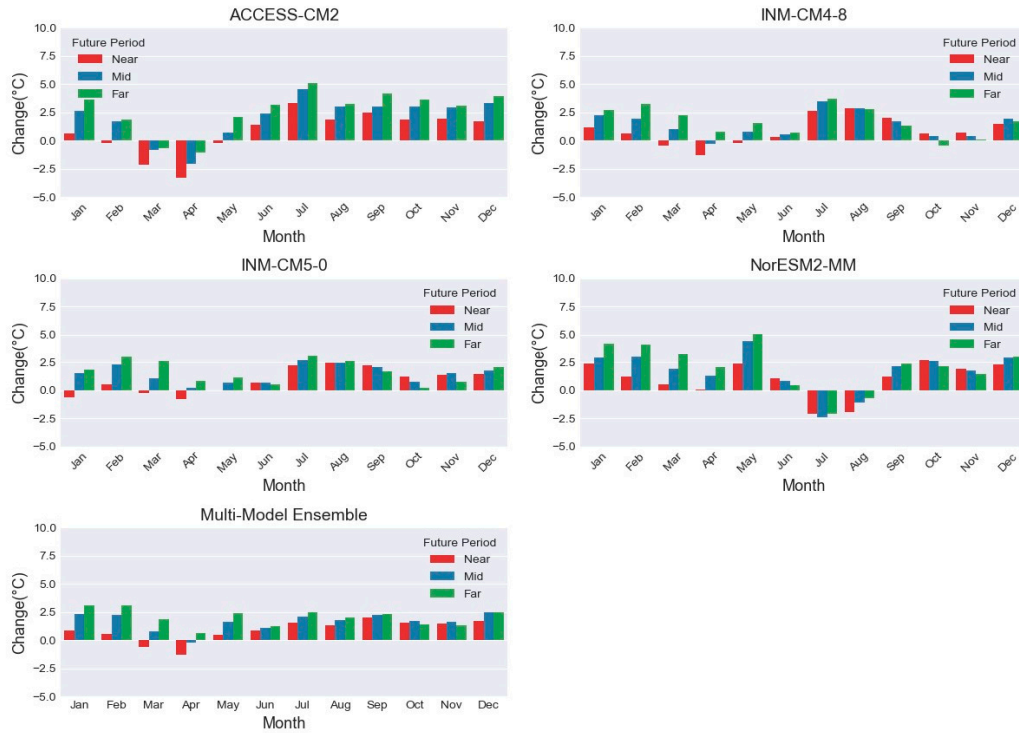 ACCESS-CM2
Change(°C)
10.0
7.5
5.0
2.5
0.0
−2.5
−5.0
Future Period
Near
Mid
Far
Jan Feb Mar Apr May Jun Jul Aug Sep Oct Nov Dec
Month
INM-CM4-8
Change(°C)
10.0
7.5
5.0
2.5
0.0
−2.5
−5.0
Future Period
Near
Mid
Far
Jan Feb Mar Apr May Jun Jul Aug Sep Oct Nov Dec
Month
INM-CM5-0
Change(°C)
10.0
7.5
5.0
2.5
0.0
−2.5
−5.0
Future Period
Near
Mid
Far
Jan Feb Mar Apr May Jun Jul Aug Sep Oct Nov Dec
Month
NorESM2-MM
Change(°C)
10.0
7.5
5.0
2.5
0.0
−2.5
−5.0
Future Period
Near
Mid
Far
Jan Feb Mar Apr May Jun Jul Aug Sep Oct Nov Dec
Month
Multi-Model Ensemble
Change(°C)
10.0
7.5
5.0
2.5
0.0
−2.5
−5.0
Future Period
Near
Mid
Far
Jan Feb Mar Apr May Jun Jul Aug Sep Oct Nov Dec
Month